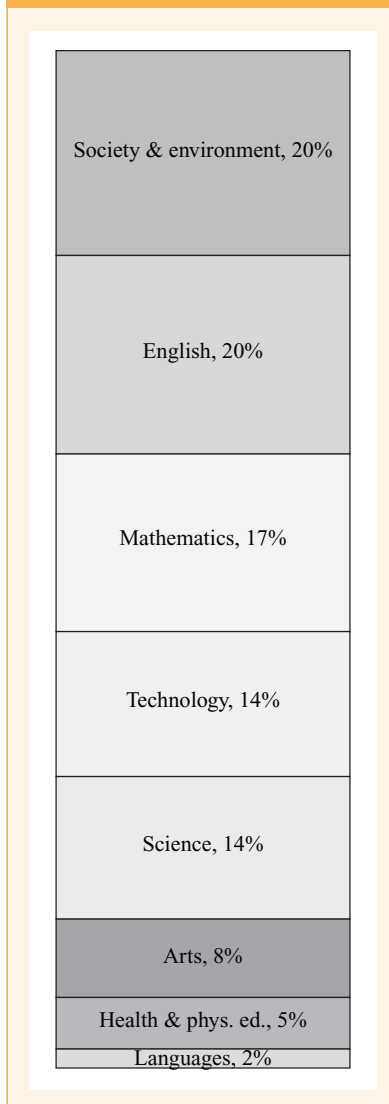 Society & environment, 20%
English, 20%
Mathematics, 17%
Technology, 14%
Science, 14%
Arts, 8%
Health & phys. ed., 5%
Languages, 2%